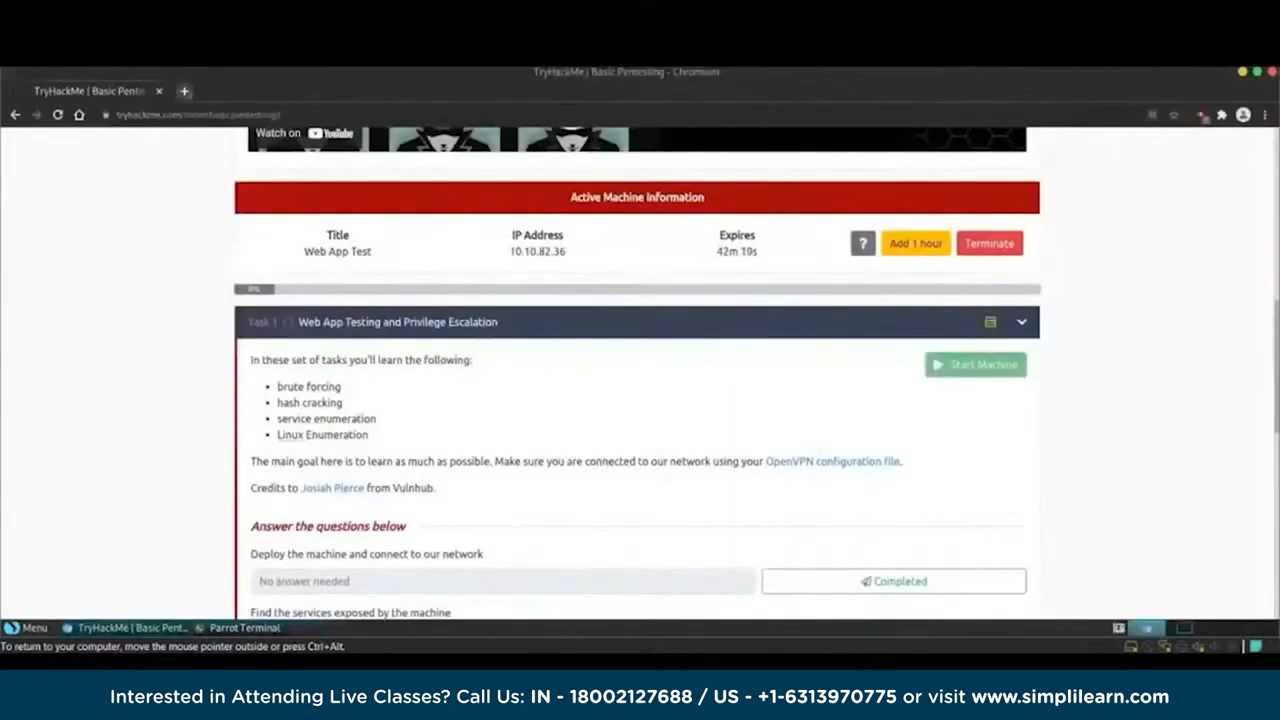 TryHackMe | Basic Pentesting - Chromium
TryHackMe | Basic Pente
Watch on YouTube
Active Machine Information
Title IP Address Expires
Web App Test 10.10.82.36 42m 19s
? Add 1 hour Terminate
0%
Task 1 Web App Testing and Privilege Escalation
In these set of tasks you'll learn the following:
Start Machine
• brute forcing
• hash cracking
• service enumeration
• Linux Enumeration
The main goal here is to learn as much as possible. Make sure you are connected to our network using your OpenVPN configuration file.
Credits to Josiah Pierce from Vulnhub.
Answer the questions below
Deploy the machine and connect to our network
No answer needed Completed
Find the services exposed by the machine
Menu TryHackMe | Basic Pent... Parrot Terminal
To return to your computer, move the mouse pointer outside or press Ctrl+Alt.
Interested in Attending Live Classes? Call Us: IN - 18002127688 / US - +1-6313970775 or visit www.simplilearn.com